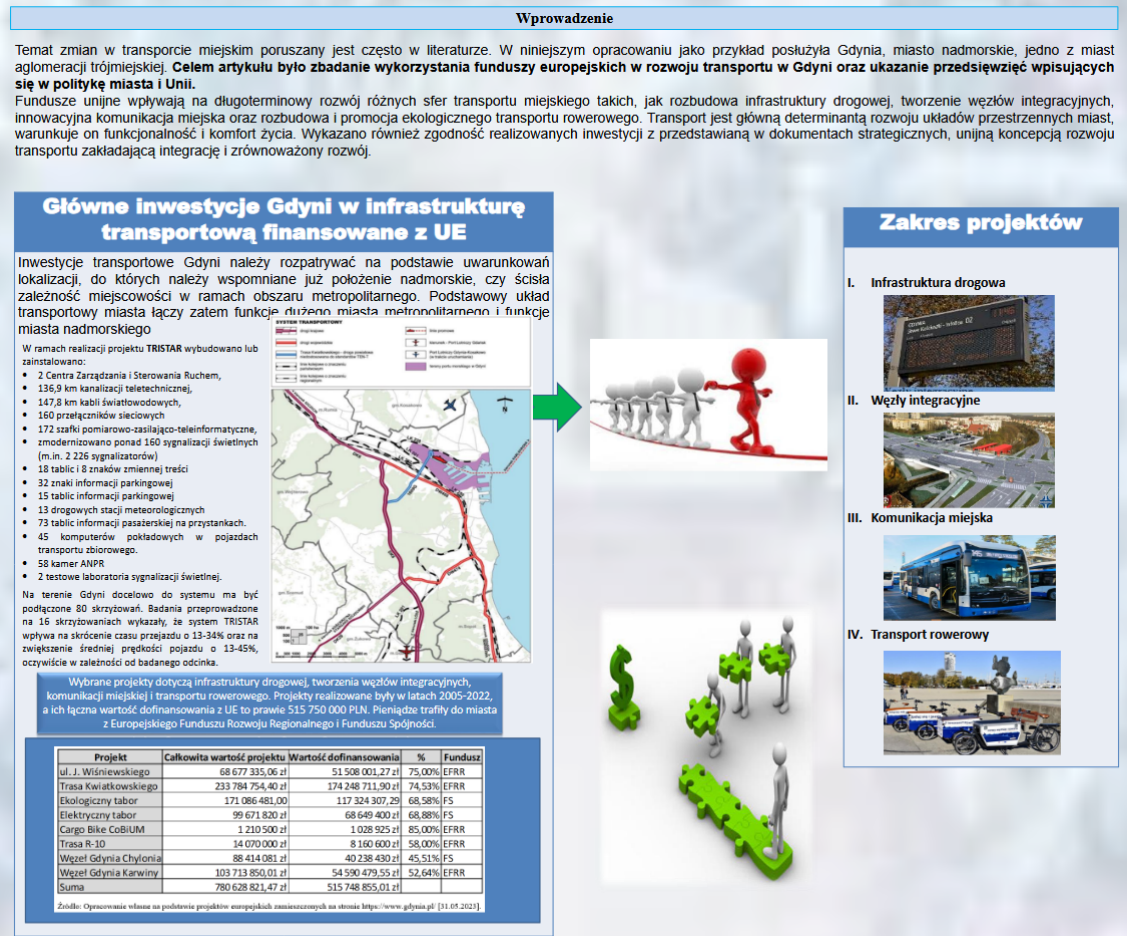 Wprowadzenie
Temat zmian w transporcie miejskim poruszany jest często w literaturze. W niniejszym opracowaniu jako przykład posłużyła Gdynia, miasto nadmorskie, jedno z miast
aglomeracji trójmiejskiej. Celem artykułu było zbadanie wykorzystania funduszy europejskich w rozwoju transportu w Gdyni oraz ukazanie przedsięwzięć wpisujących
się w politykę miasta i Unii.
Fundusze unijne wpływają na długoterminowy rozwój różnych sfer transportu miejskiego takich, jak rozbudowa infrastruktury drogowej, tworzenie węzłów integracyjnych,
innowacyjna komunikacja miejska oraz rozbudowa i promocja ekologicznego transportu rowerowego. Transport jest główną determinantą rozwoju układów przestrzennych miast,
warunkuje on funkcjonalność i komfort życia. Wykazano również zgodność realizowanych inwestycji z przedstawianą w dokumentach strategicznych, unijną koncepcją rozwoju
transportu zakładającą integrację i zrównoważony rozwój.
Główne inwestycje Gdyni w infrastrukturę
transportową finansowane z UE
Inwestycje transportowe Gdyni należy rozpatrywać na podstawie uwarunkowań
lokalizacji, do których należy wspomniane już położenie nadmorskie, czy ścisła
zależność miejscowości w ramach obszaru metropolitarnego. Podstawowy układ
transportowy miasta łączy zatem funkcje dużego miasta metropolitarnego i funkcje
miasta nadmorskiego
W ramach realizacji projektu TRISTAR wybudowano lub
zainstalowano:
• 2 Centra Zarządzania i Sterowania Ruchem,
• 136,9 km kanalizacji teletechnicznej,
• 147,8 km kabli światłowodowych,
• 160 przełączników sieciowych
• 172 szafki pomiarowo-zasilająco-teleinformatyczne,
• zmodernizowano ponad 160 sygnalizacji świetlnych
(m.in. 2 226 sygnalizatorów)
• 18 tablic i 8 znaków zmiennej treści
• 32 znaki informacji parkingowej
• 15 tablic informacji parkingowej
• 13 drogowych stacji meteorologicznych
• 73 tablic informacji pasażerskiej na przystankach.
• 45 komputerów pokładowych w pojazdach
transportu zbiorowego.
• 58 kamer ANPR
• 2 testowe laboratoria sygnalizacji świetlnej.
Na terenie Gdyni docelowo do systemu ma być
podłączone 80 skrzyżowań. Badania przeprowadzone
na 16 skrzyżowaniach wykazały, że system TRISTAR
wpływa na skrócenie czasu przejazdu o 13-34% oraz na
zwiększenie średniej prędkości pojazdu o 13-45%,
oczywiście w zależności od badanego odcinka.
SYSTEM TRANSPORTOWY
Wybrane projekty dotyczą infrastruktury drogowej, tworzenia węzłów integracyjnych,
komunikacji miejskiej i transportu rowerowego. Projekty realizowane były w latach 2005-2022,
a ich łączna wartość dofinansowania z UE to prawie 515 750 000 PLN. Pieniądze trafiły do miasta
z Europejskiego Funduszu Rozwoju Regionalnego i Funduszu Spójności.
Projekt Całkowita wartość projektu Wartość dofinansowania % Fundusz
ul. J. Wiśniewskiego 68 677 335,06 zł 51 508 001,27 zł 75,00% EFRR
Trasa Kwiatkowskiego 233 784 754,40 zł 174 248 711,90 zł 74,53% EFRR
Ekologiczny tabor 171 086 481,00 117 324 307,29 68,58% FS
Elektryczny tabor 99 671 820 zł 68 649 400 zł 68,88% FS
Cargo Bike CoBiUM 1 210 500 zł 1 028 925 zł 85,00% EFRR
Trasa R-10 14 070 000 zł 8 160 600 zł 58,00% EFRR
Węzeł Gdynia Chylonia 88 414 081 zł 40 238 430 zł 45,51% FS
Węzeł Gdynia Karwiny 103 713 850,01 zł 54 590 479,55 zł 52,64% EFRR
Suma 780 628 821,47 zł 515 748 855,01 zł
Źródło: Opracowanie własne na podstawie projektów europejskich zamieszczonych na stronie https://www.gdynia.pl/ [31.05.2023].
Zakres projektów
I. Infrastruktura drogowa
GDYNIA
II. Węzły integracyjne
III. Komunikacja miejska
IV. Transport rowerowy